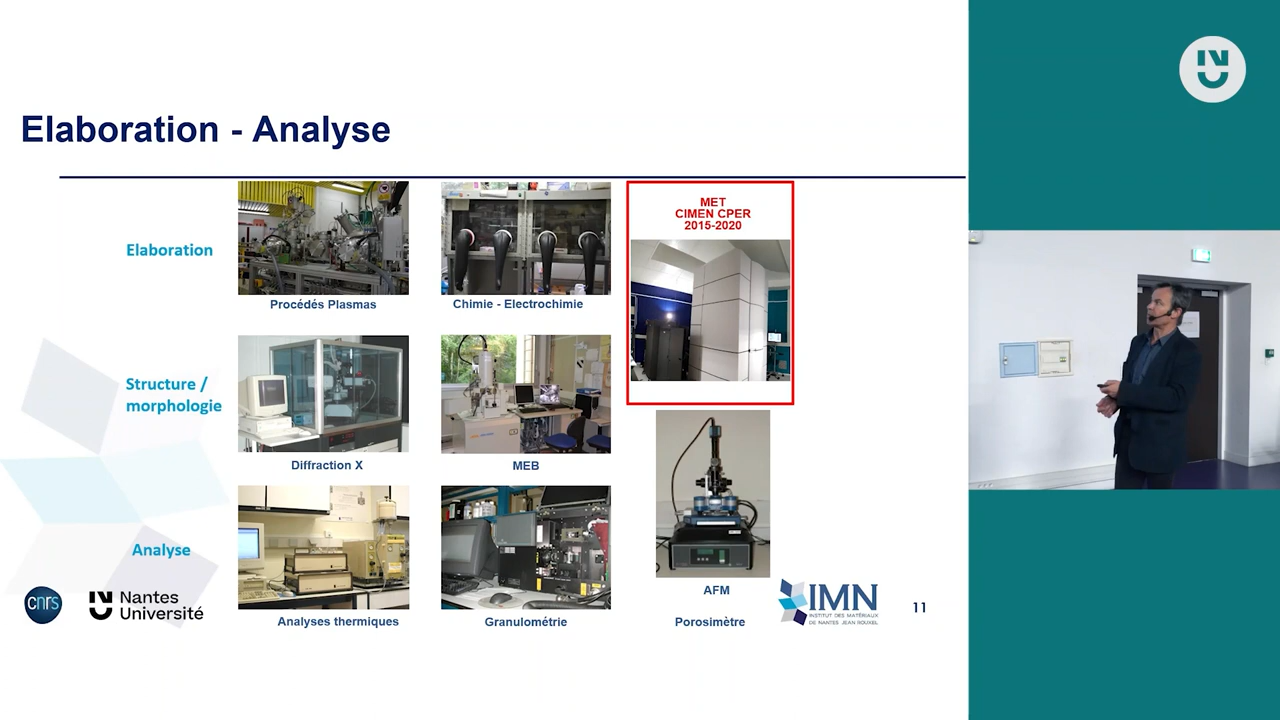 Elaboration - Analyse
Elaboration
Procédés Plasmas
Chimie - Electrochimie
MET
CIMEN CPER
2015-2020
Structure /
morphologie
Diffraction X
MEB
AFM
Analyse
Analyses thermiques
Granulométrie
Porosimètre
cnrs
Nantes
Université
IMN
INSTITUT DES MATÉRIAUX
DE NANTES JEAN ROUXEL
11